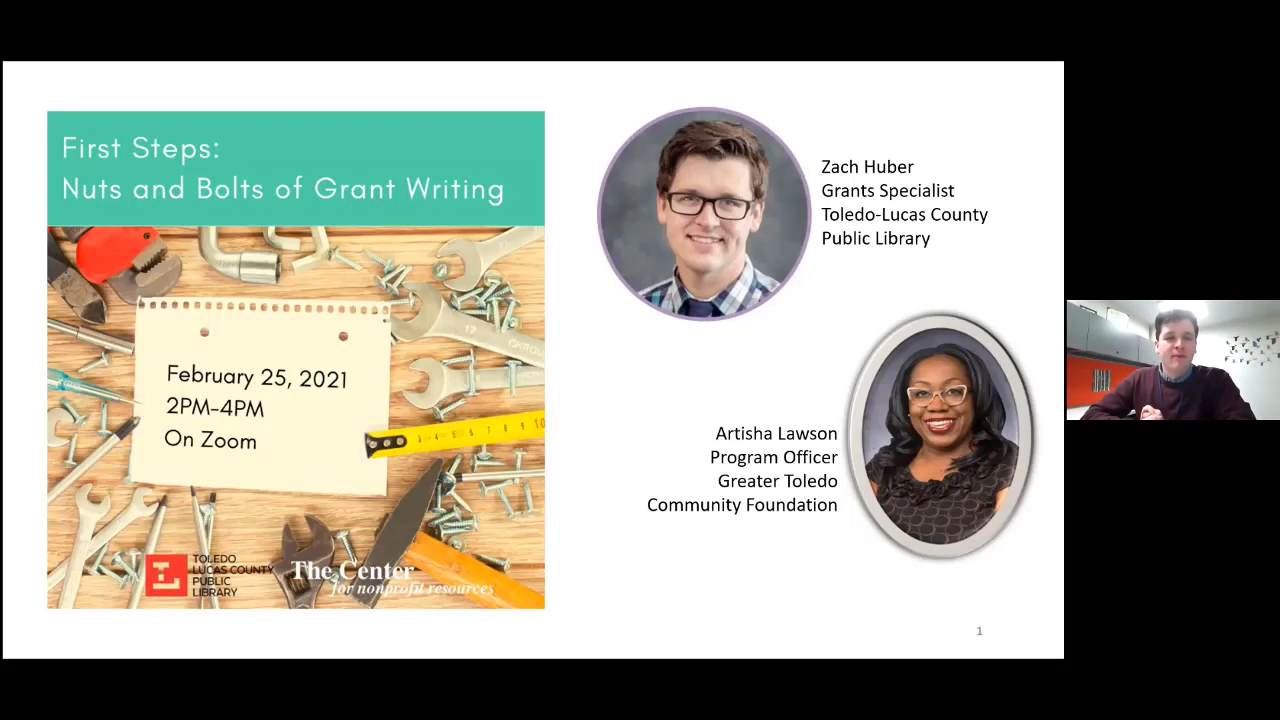 First Steps:
Nuts and Bolts of Grant Writing
February 25, 2021
2PM-4PM
On Zoom
TOLEDO
LUCAS COUNTY
PUBLIC
LIBRARY
The Center
for nonprofit resources
Zach Huber
Grants Specialist
Toledo-Lucas County
Public Library
Artisha Lawson
Program Officer
Greater Toledo
Community Foundation
1